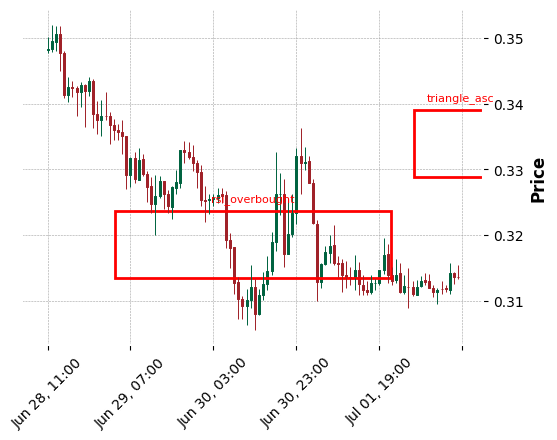 0.35
triangle_asc
0.34
0.33
Price
rsi_overbought
0.32
0.31
Jun 28, 11:00
Jun 29, 07:00
Jun 30, 03:00
Jun 30, 23:00
Jul 01, 19:00